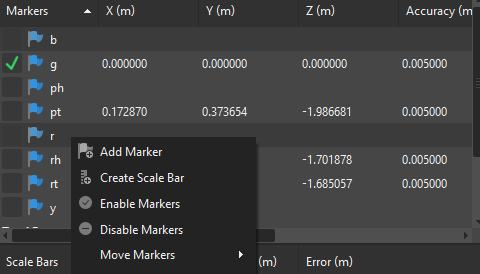 Markers X (m) Y (m) Z (m) Accuracy (m)
b
g 0.000000 0.000000 0.000000 0.005000
ph
pt 0.172870 0.373654 -1.986681 0.005000
r
rh -1.701878 0.005000
rt -1.685057 0.005000
y
Add Marker
Create Scale Bar
Enable Markers
Disable Markers
Move Markers
Scale Bars (m) Error (m)